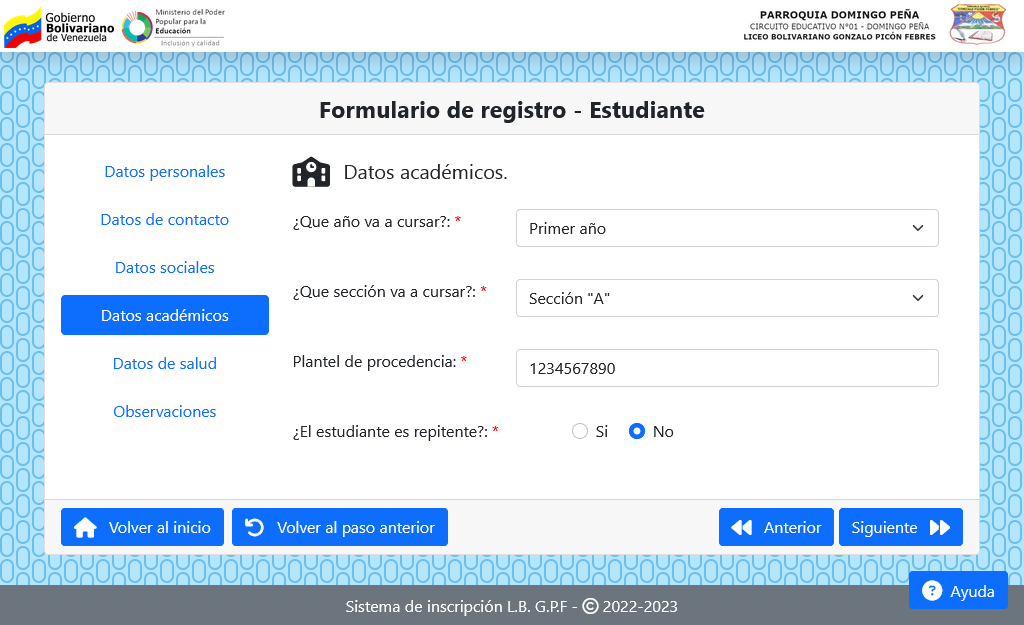 Gobierno
Bolivariano
de Venezuela
Ministerio del Poder
Popular para la
Educación
Inclusión y calidad
PARROQUIA DOMINGO PEÑA
CIRCUITO EDUCATIVO N°01 - DOMINGO PEÑA
LICEO BOLIVARIANO GONZALO PICÓN FEBRES
Formulario de registro - Estudiante
Datos personales
Datos de contacto
Datos sociales
Datos académicos
Datos de salud
Observaciones
Datos académicos.
¿Que año va a cursar?: *
Primer año
¿Que sección va a cursar?: *
Sección "A"
Plantel de procedencia: *
1234567890
¿El estudiante es repitente?: *
Si
No
Volver al inicio
Volver al paso anterior
Anterior
Siguiente
Ayuda
Sistema de inscripción L.B. G.P.F - © 2022-2023